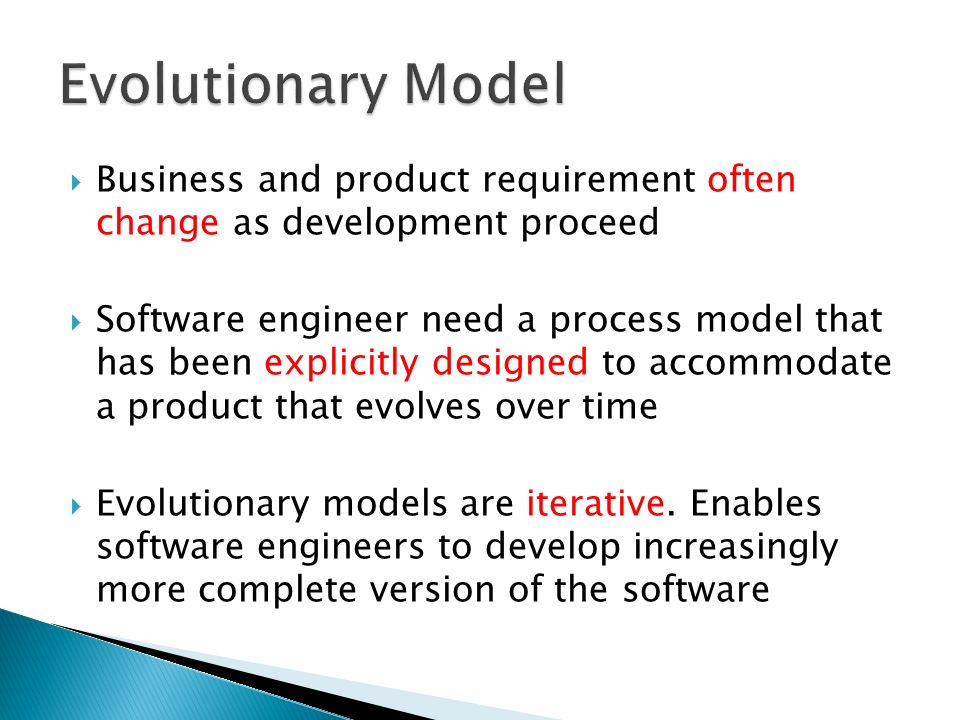 Evolutionary Model
Business and product requirement often
change as development proceed
Software engineer need a process model that
has been explicitly designed to accommodate
a product that evolves over time
Evolutionary models are iterative. Enables
software engineers to develop increasingly
more complete version of the software